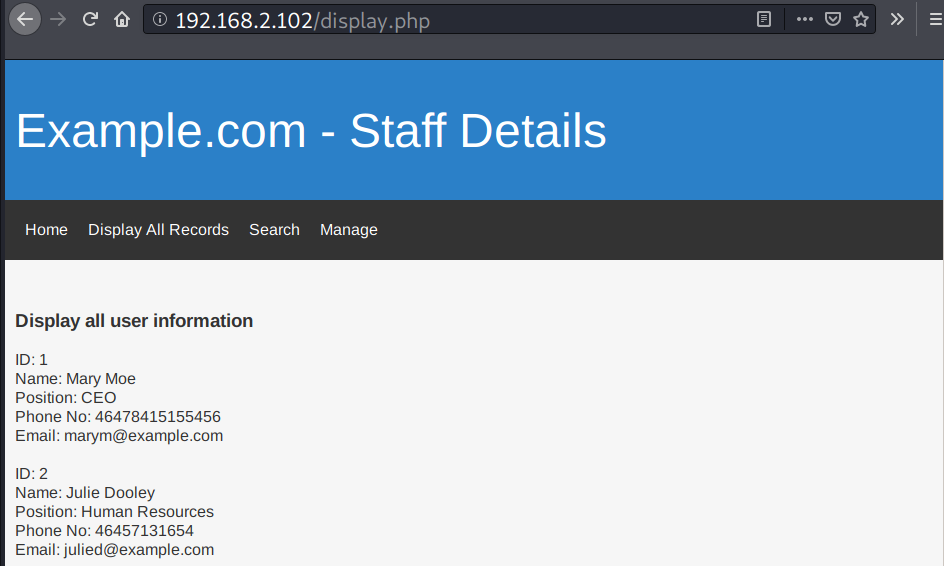 192.168.2.102/display.php
Example.com - Staff Details
Home Display All Records Search Manage
Display all user information
ID: 1
Name: Mary Moe
Position: CEO
Phone No: 46478415155456
Email: marym@example.com
ID: 2
Name: Julie Dooley
Position: Human Resources
Phone No: 46457131654
Email: julied@example.com